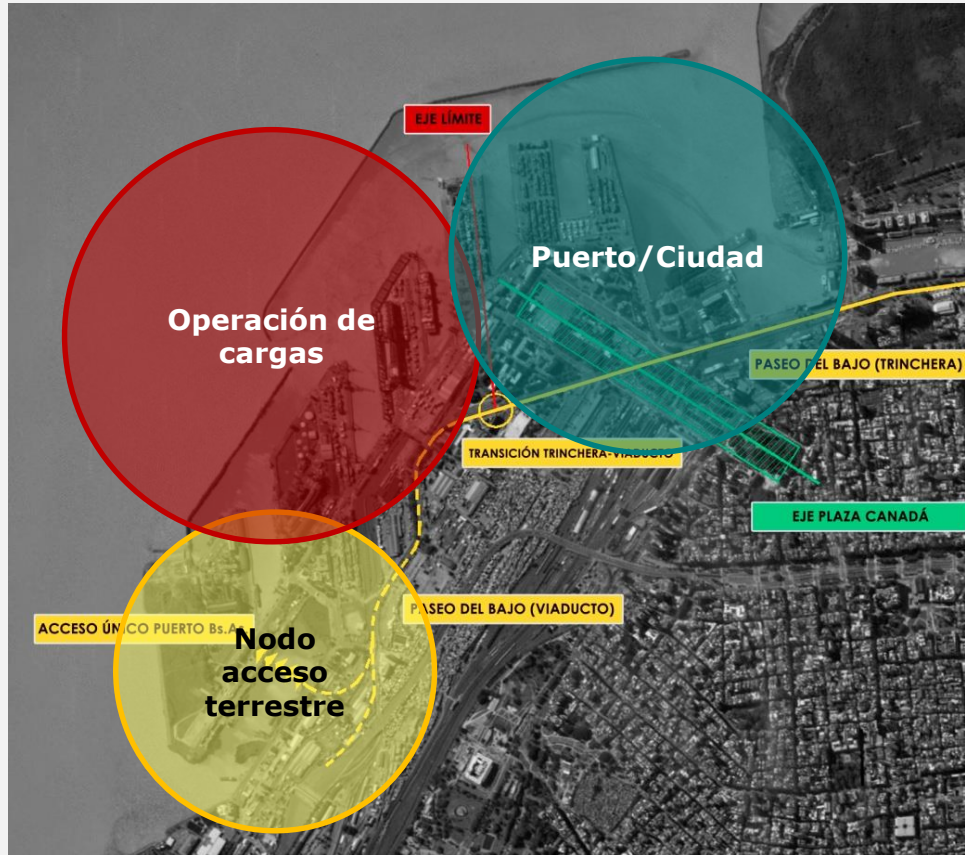 EJE LÍMITE
Puerto/Ciudad
Operación de
cargas
PASEO DEL BAJO (TRINCHERA)
TRANSICIÓN TRINCHERA-VIADUCTO
EJE PLAZA CANADÁ
PASEO DEL BAJO (VIADUCTO)
ACCESO ÚNICO PUERTO Bs.A
Nodo
acceso
terrestre